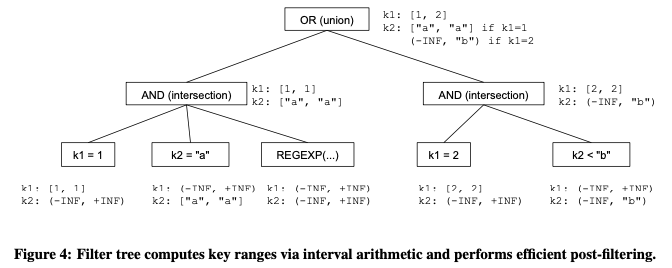 OR (union)
k1: [1, 2]
k2: ["a", "a"] if k1=1
(-INF, "b") if k1=2
AND (intersection)
k1: [1, 1]
k2: ["a", "a"]
AND (intersection)
k1: [2, 2]
k2: (-INF, "b")
k1 = 1
k2 = "a"
REGEXP(...)
k1 = 2
k2 < "b"
k1: [1, 1]
k2: (-INF, +INF)
k1: (-INF, +INF)
k2: ["a", "a"]
k1: (-INF, +INF)
k2: (-INF, +INF)
k1: [2, 2]
k2: (-INF, +INF)
k1: (-INF, +INF)
k2: (-INF, "b")
Figure 4: Filter tree computes key ranges via interval arithmetic and performs efficient post-filtering.